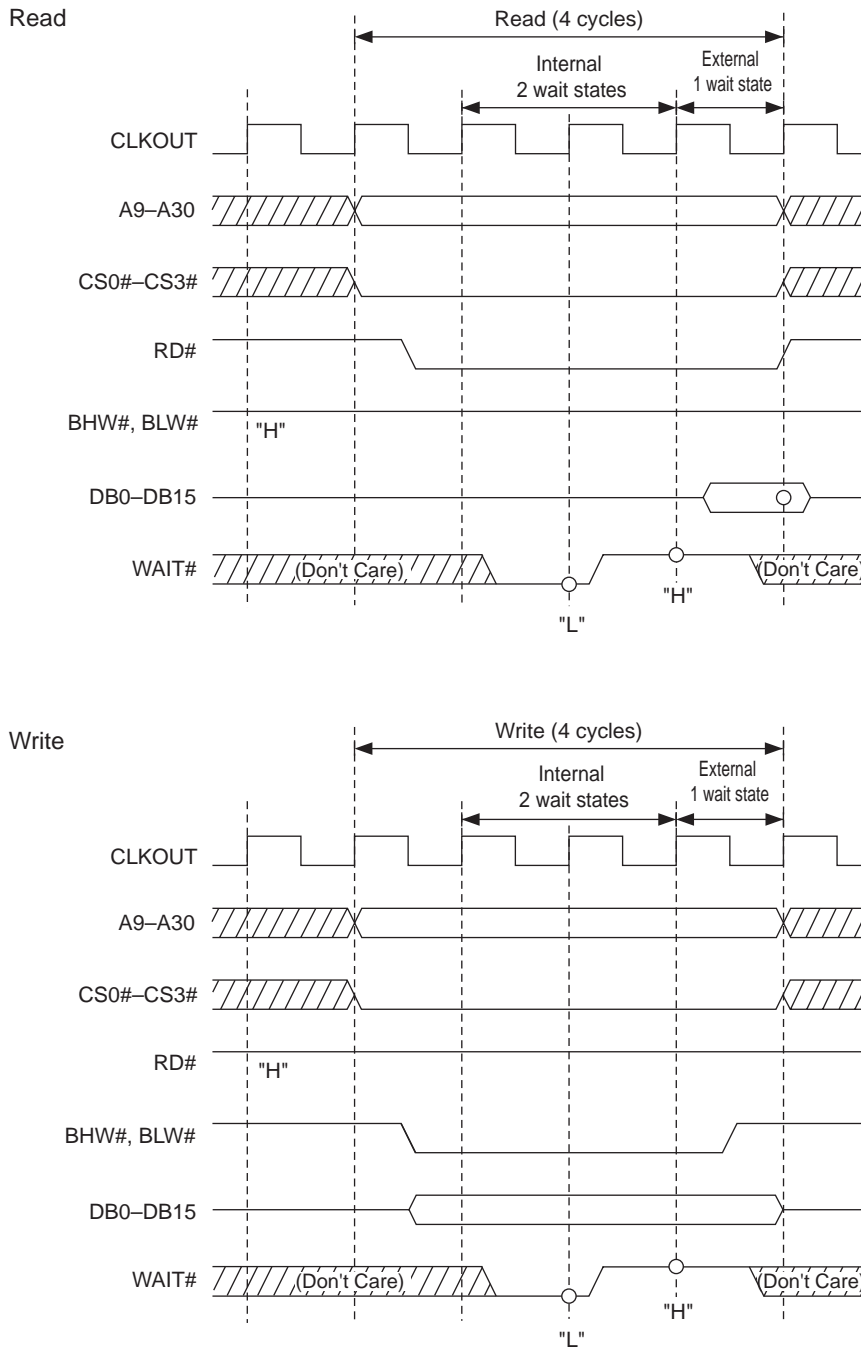 Read
Read (4 cycles)
Internal
2 wait states
External
1 wait state
CLKOUT
A9–A30
CS0#–CS3#
RD#
BHW#, BLW#
"H"
DB0–DB15
WAIT#
(Don't Care)
(Don't Care)
"L"
"H"
Write
Write (4 cycles)
Internal
2 wait states
External
1 wait state
CLKOUT
A9–A30
CS0#–CS3#
RD#
"H"
BHW#, BLW#
DB0–DB15
WAIT#
(Don't Care)
(Don't Care)
"L"
"H"